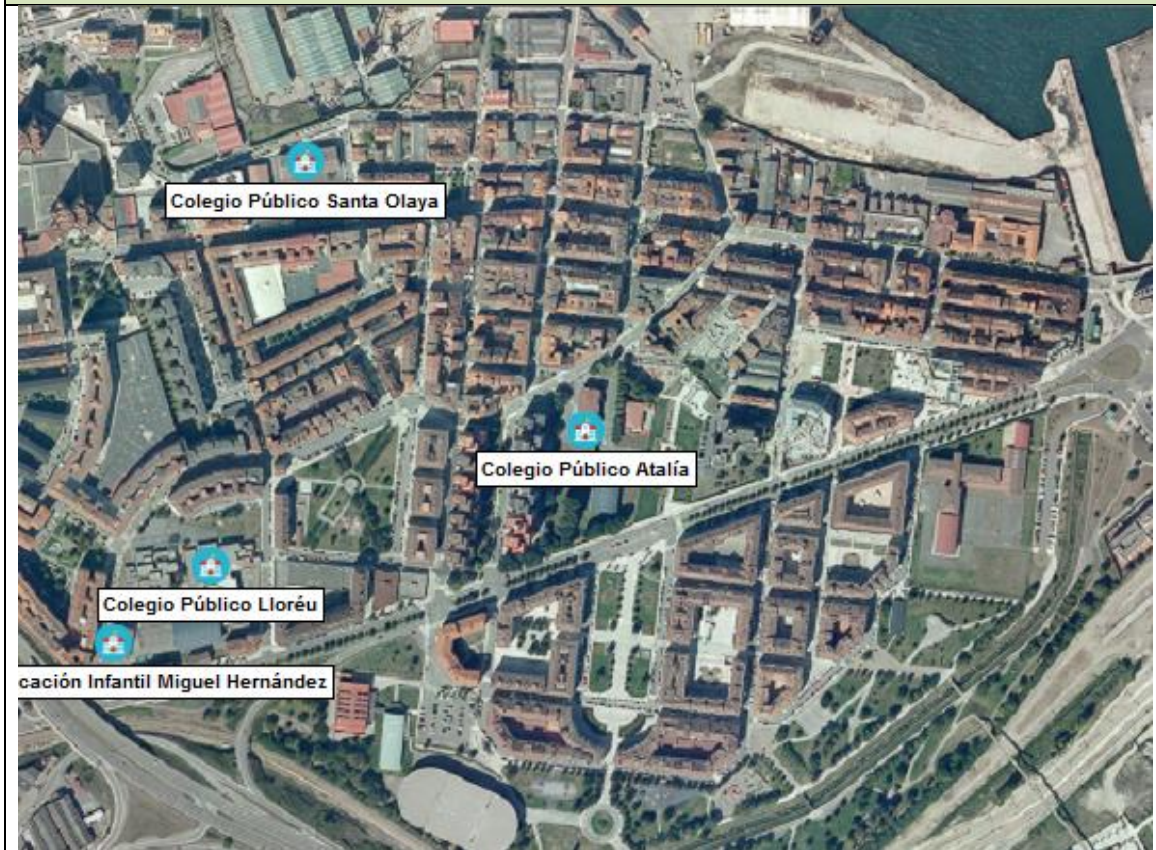 Colegio Público Santa Olaya
Colegio Público Atalía
Colegio Público Lloréu
cación Infantil Miguel Hernández